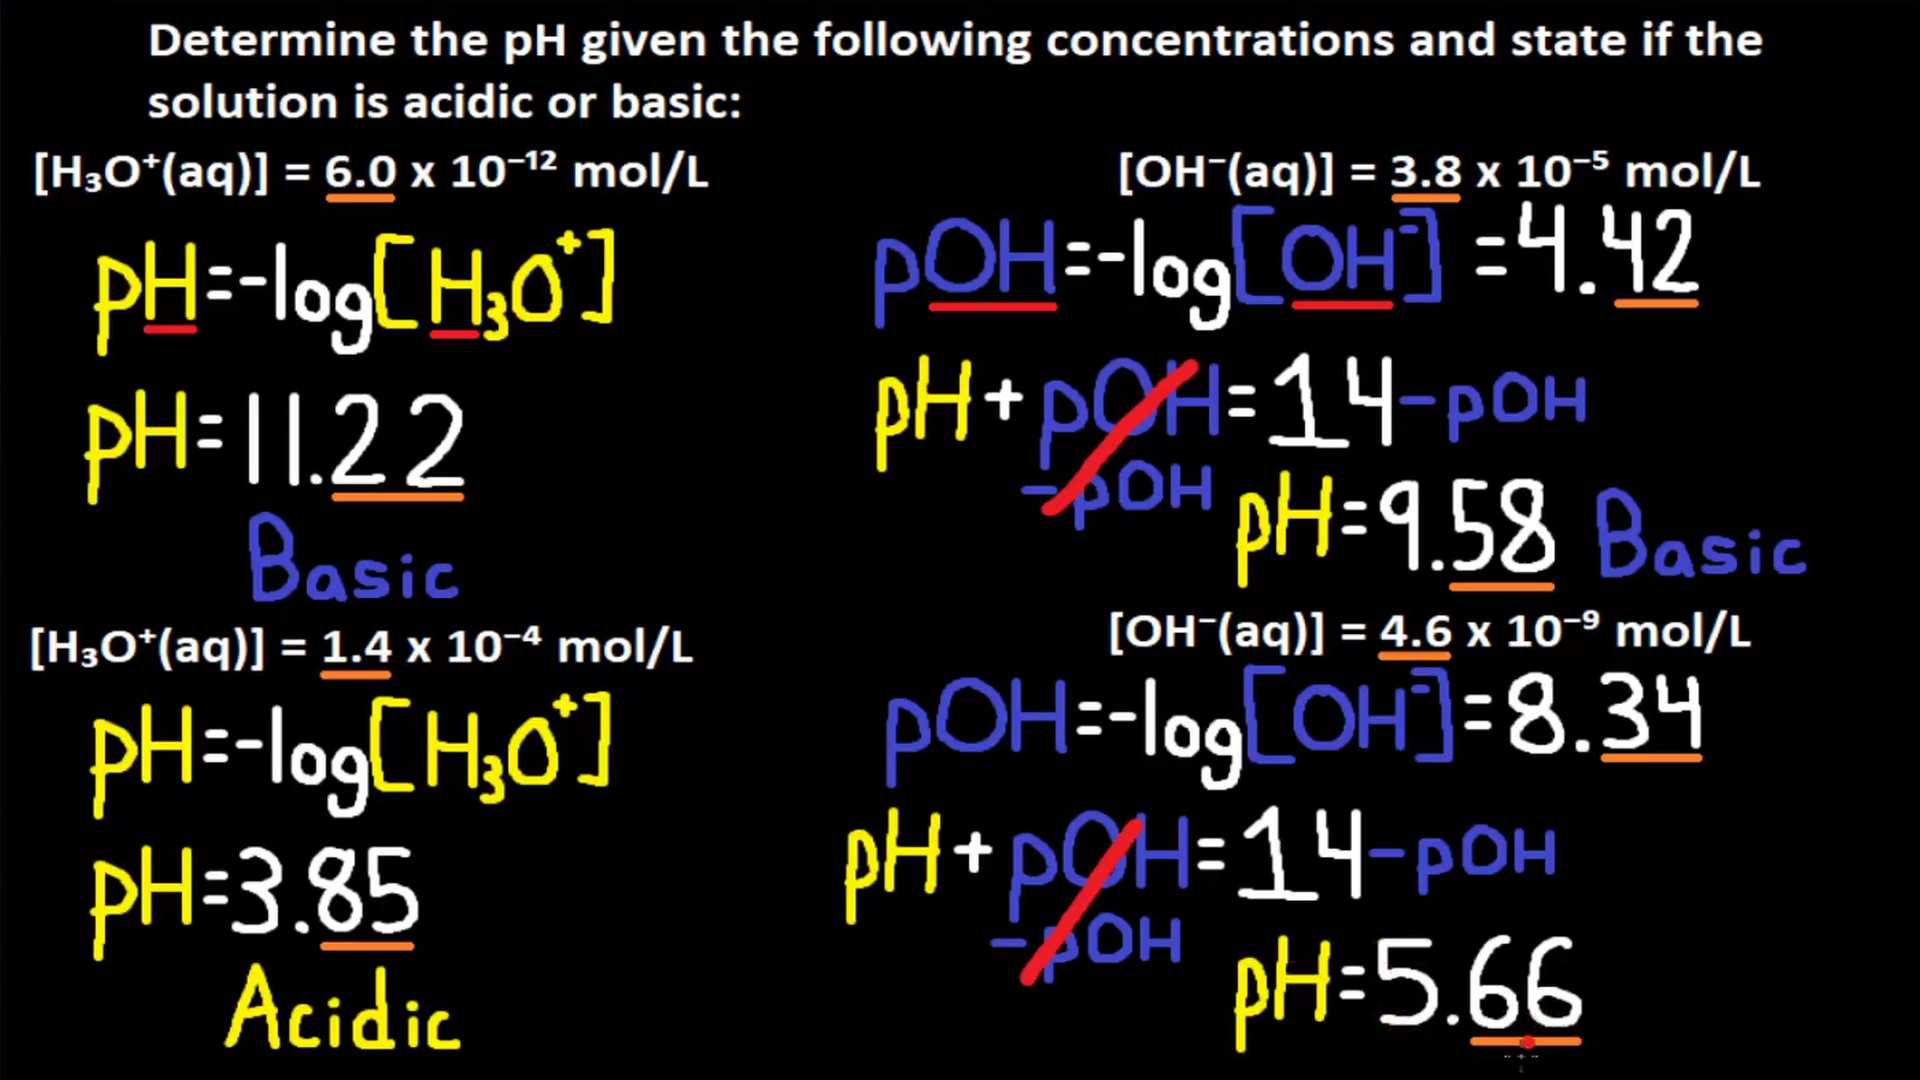 Determine the pH given the following concentrations and state if the
solution is acidic or basic:
[H₃O⁺(aq)] = 6.0 x 10⁻¹² mol/L
pH=-log[H₃O⁺]
pH=11.22
Basic
[H₃O⁺(aq)] = 1.4 x 10⁻⁴ mol/L
pH=-log[H₃O⁺]
pH=3.85
Acidic
[OH⁻(aq)] = 3.8 x 10⁻⁵ mol/L
pOH=-log[OH⁻]=4.42
pH+pOH=14-pOH
-pOH
pH=9.58 Basic
[OH⁻(aq)] = 4.6 x 10⁻⁹ mol/L
pOH=-log[OH⁻]=8.34
pH+pOH=14-pOH
-pOH
pH=5.66